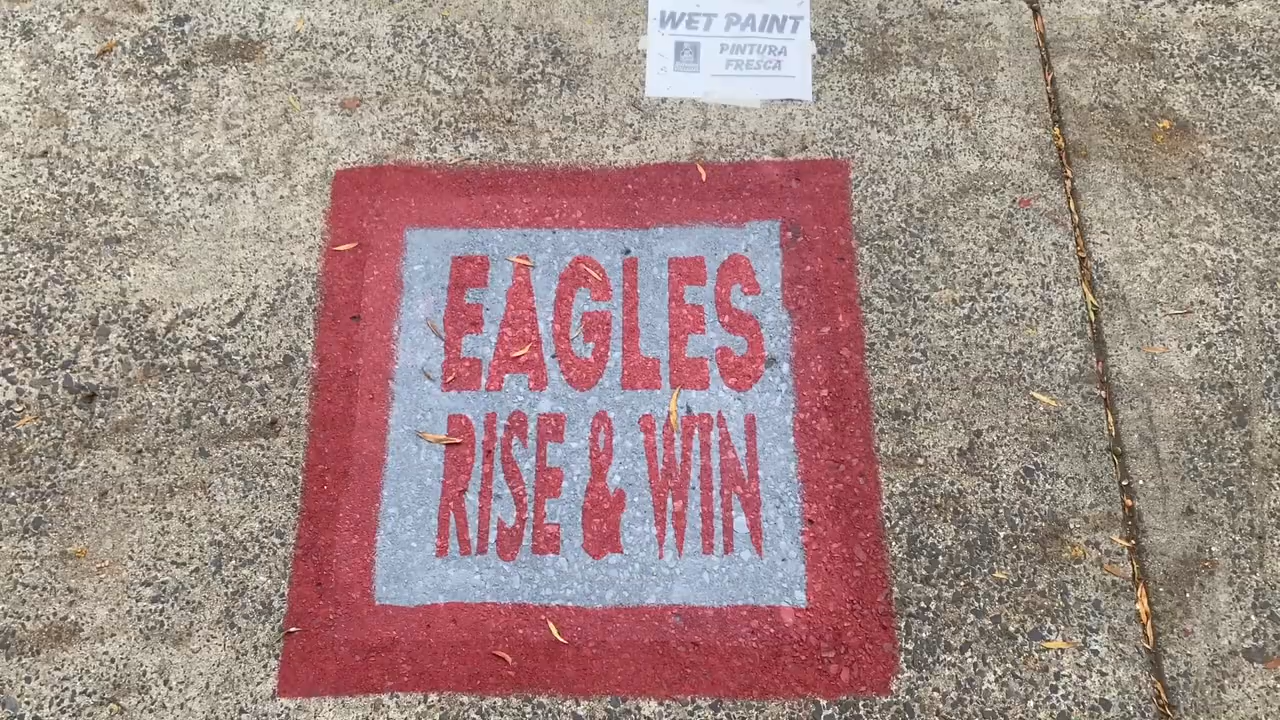 WET PAINT
PINTURA
FRESCA
EAGLES
RISE & WIN